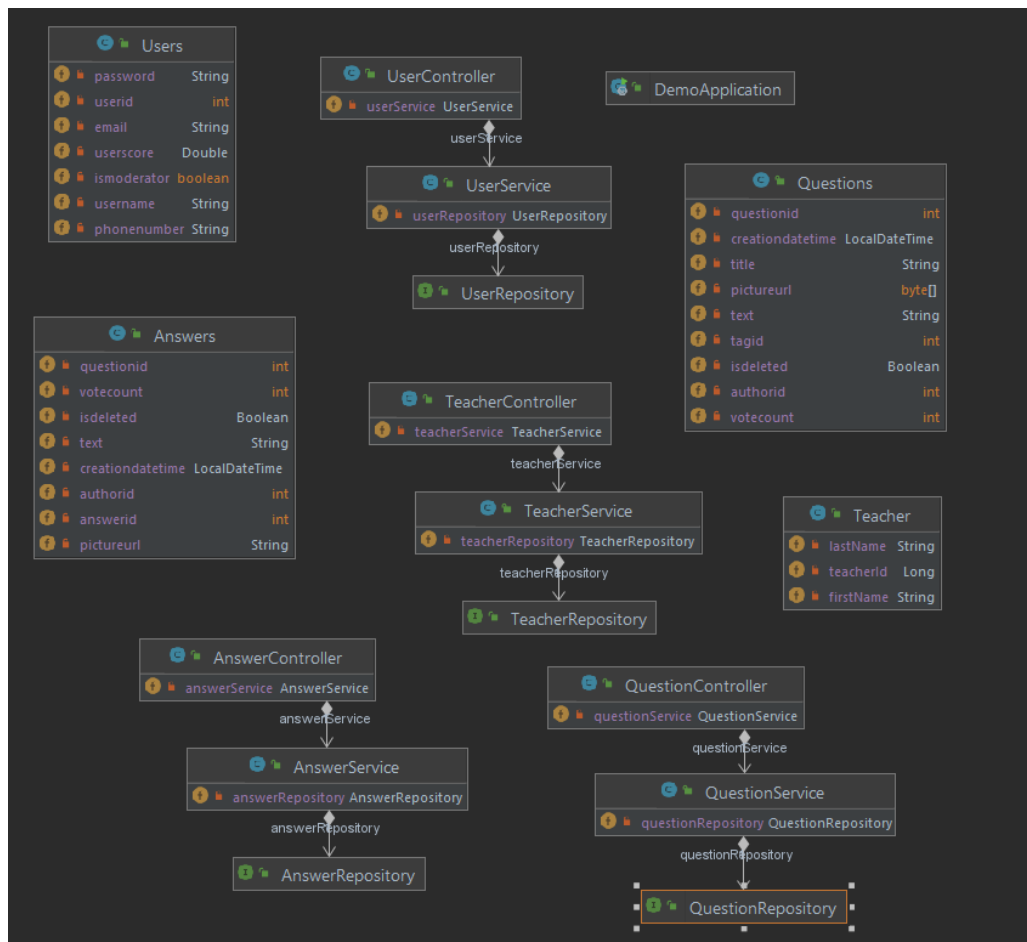 Users
password String
userid int
email String
userscore Double
ismoderator boolean
username String
phonenumber String
UserController
userService UserService
userService
UserService
userRepository UserRepository
userRepository
UserRepository
DemoApplication
Questions
questionid int
creationdatetime LocalDateTime
title String
pictureurl byte[]
text String
tagid int
isdeleted Boolean
authorid int
votecount int
Answers
questionid int
votecount int
isdeleted Boolean
text String
creationdatetime LocalDateTime
authorid int
answerid int
pictureurl String
TeacherController
teacherService TeacherService
teacherService
TeacherService
teacherRepository TeacherRepository
teacherRepository
TeacherRepository
Teacher
lastName String
teacherId Long
firstName String
AnswerController
answerService AnswerService
answerService
AnswerService
answerRepository AnswerRepository
answerRepository
AnswerRepository
QuestionController
questionService QuestionService
questionService
QuestionService
questionRepository QuestionRepository
questionRepository
QuestionRepository